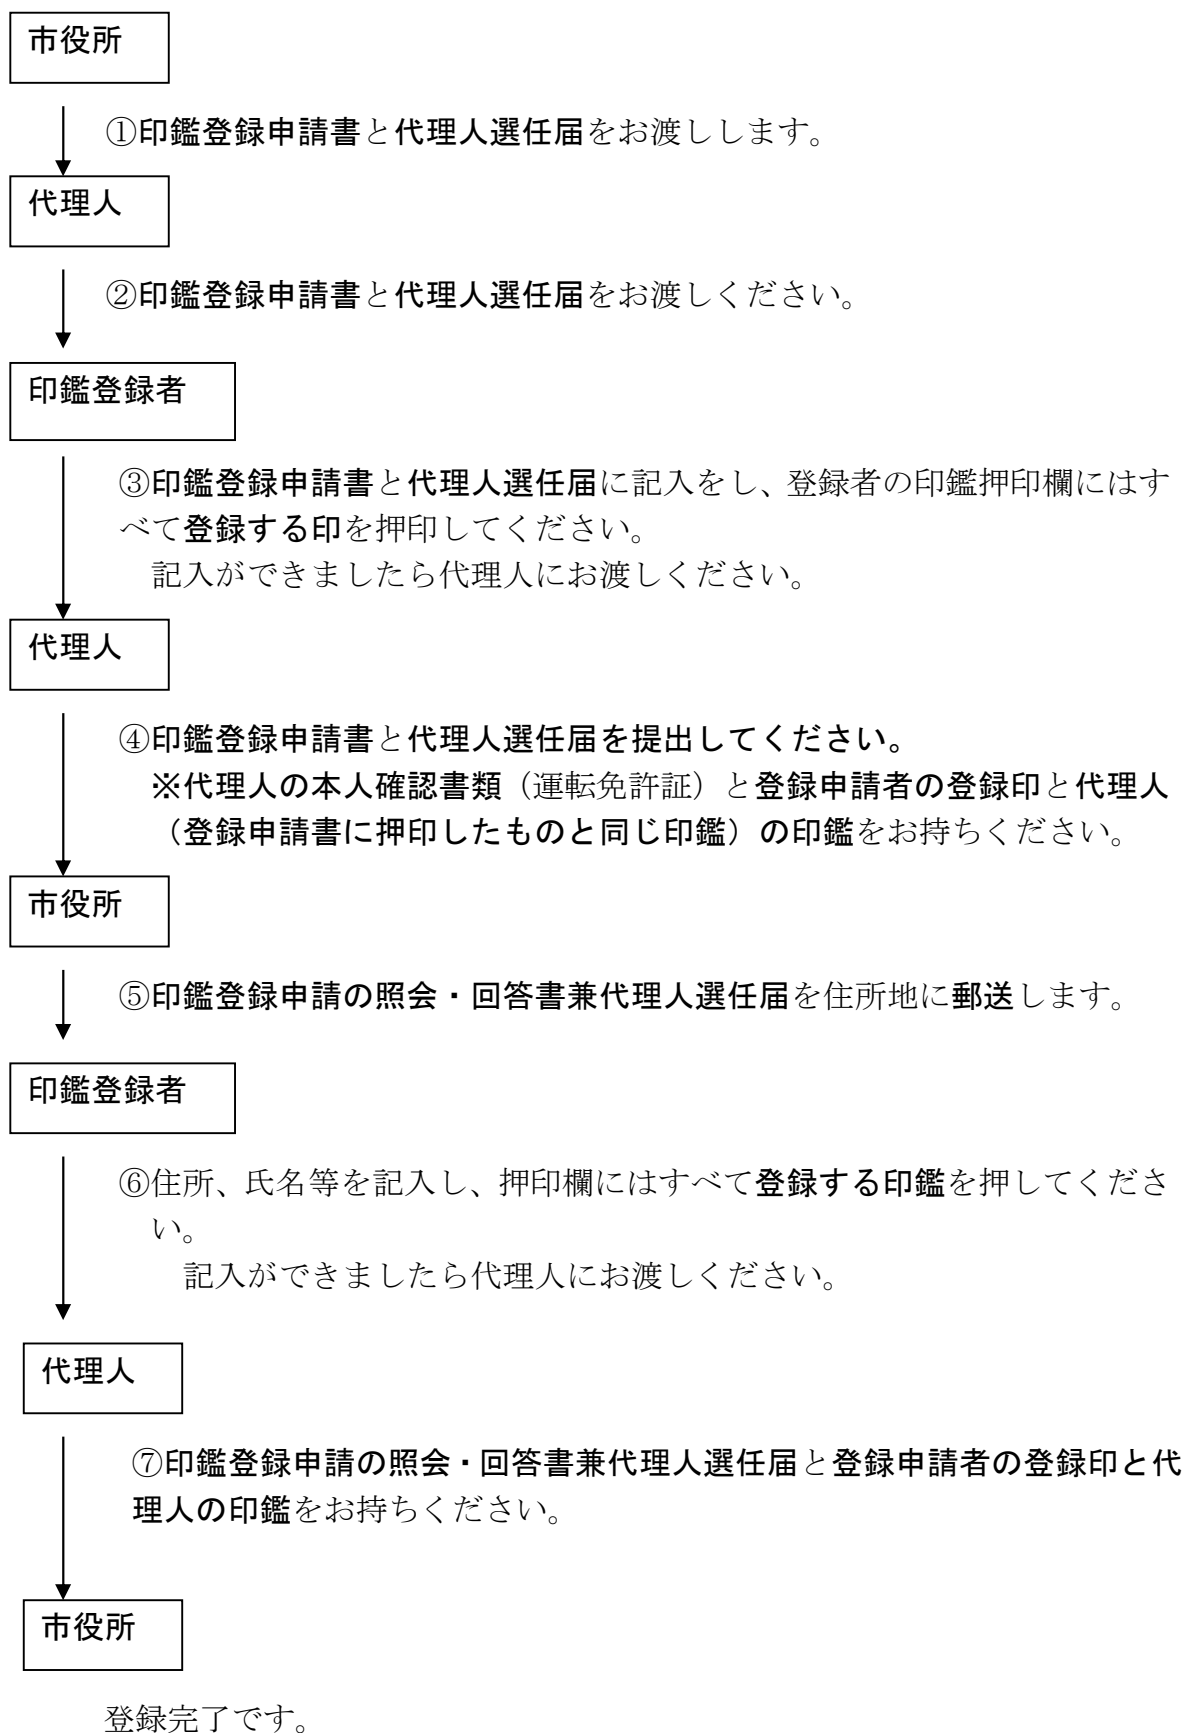 市役所
①印鑑登録申請書と代理人選任届をお渡しします。
代理人
②印鑑登録申請書と代理人選任届をお渡しください。
印鑑登録者
③印鑑登録申請書と代理人選任届に記入をし、登録者の印鑑押印欄にはす
べて登録する印を押印してください。
記入ができましたら代理人にお渡しください。
代理人
④印鑑登録申請書と代理人選任届を提出してください。
※代理人の本人確認書類（運転免許証）と登録申請者の登録印と代理人
（登録申請書に押印したものと同じ印鑑）の印鑑をお持ちください。
市役所
⑤印鑑登録申請の照会・回答書兼代理人選任届を住所地に郵送します。
印鑑登録者
⑥住所、氏名等を記入し、押印欄にはすべて登録する印鑑を押してくださ
い。
記入ができましたら代理人にお渡しください。
代理人
⑦印鑑登録申請の照会・回答書兼代理人選任届と登録申請者の登録印と代
理人の印鑑をお持ちください。
市役所
登録完了です。